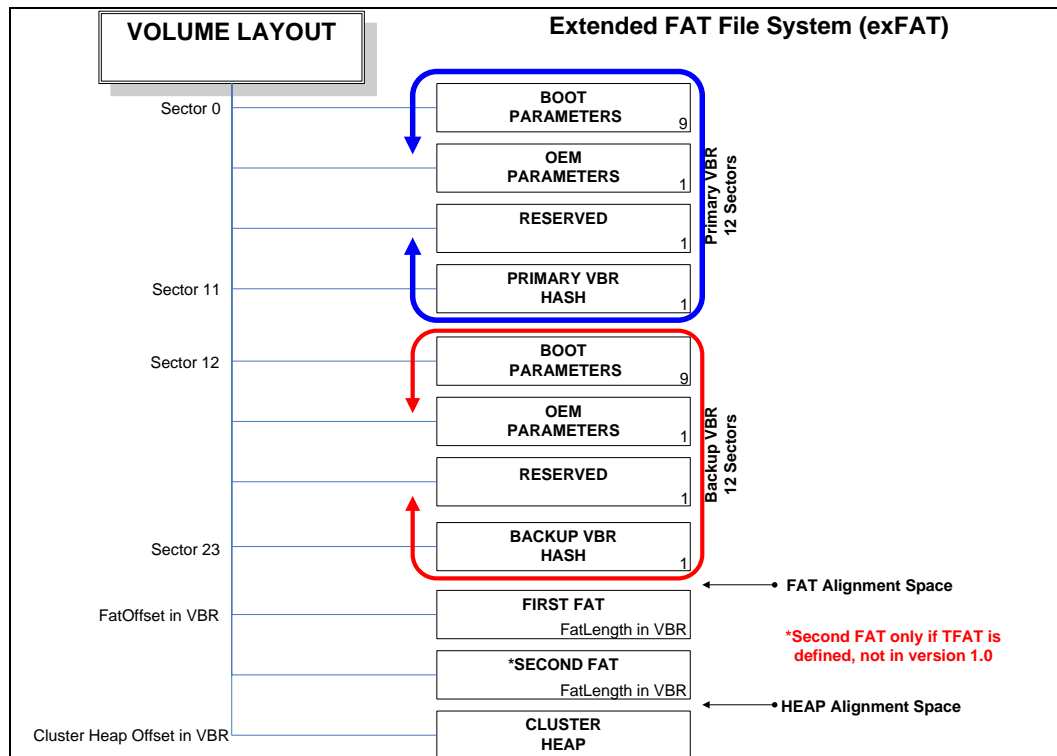 VOLUME LAYOUT
Extended FAT File System (exFAT)
Sector 0
BOOT
PARAMETERS
9
OEM
PARAMETERS
1
RESERVED
1
Sector 11
PRIMARY VBR
HASH
1
Primary VBR
12 Sectors
Sector 12
BOOT
PARAMETERS
9
OEM
PARAMETERS
1
RESERVED
1
Sector 23
BACKUP VBR
HASH
1
Backup VBR
12 Sectors
FAT Alignment Space
FatOffset in VBR
FIRST FAT
FatLength in VBR
*Second FAT only if TFAT is
defined, not in version 1.0
*SECOND FAT
FatLength in VBR
HEAP Alignment Space
Cluster Heap Offset in VBR
CLUSTER
HEAP